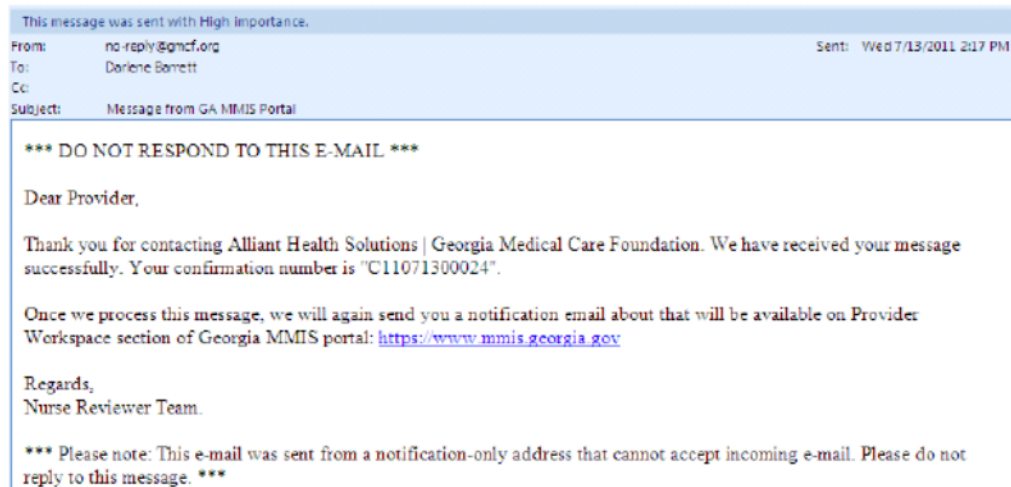 This message was sent with High importance.
From: no-reply@gmcf.org Sent: Wed 7/13/2011 2:17 PM
To: Darlene Barrett
Cc:
Subject: Message from GA MMIS Portal
*** DO NOT RESPOND TO THIS E-MAIL ***
Dear Provider,
Thank you for contacting Alliant Health Solutions | Georgia Medical Care Foundation. We have received your message
successfully. Your confirmation number is "C11071300024".
Once we process this message, we will again send you a notification email about that will be available on Provider
Workspace section of Georgia MMIS portal: https://www.mmis.georgia.gov
Regards,
Nurse Reviewer Team.
*** Please note: This e-mail was sent from a notification-only address that cannot accept incoming e-mail. Please do not
reply to this message. ***